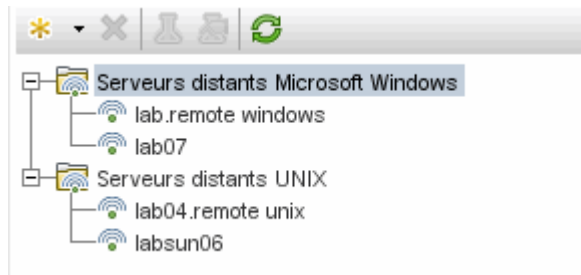 Serveurs distants Microsoft Windows
lab.remote windows
lab07
Serveurs distants UNIX
lab04.remote unix
labsun06